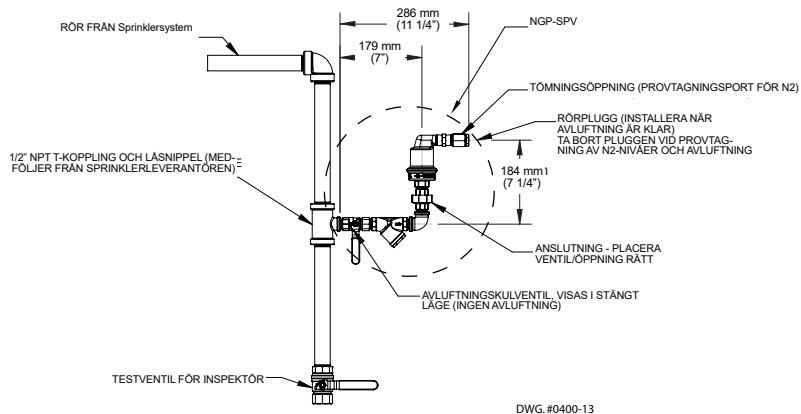 286 mm
(11 1/4")
NGP-SPV
RÖR FRÅN Sprinklersystem
179 mm
(7")
TÖMNINGSÖPPNING (PROVTAGNINGSPORT FÖR N2)
RÖRPLUGG (INSTALLERA NÄR
AVLUFTNING ÄR KLAR)
TA BORT PLUGGEN VID PROVTAG-
NING AV N2-NIVÅER OCH AVLUFTNING
1/2" NPT T-KOPPLING OCH LÅSNIPPEL (MED-
FÖLJER FRÅN SPRINKLERLEVERANTÖREN)
184 mm
(7 1/4")
ANSLUTNING - PLACERA
VENTIL/ÖPPNING RÄTT
AVLUFTNINGSKULVENTIL, VISAS I STÄNGT
LÄGE (INGEN AVLUFTNING)
TESTVENTIL FÖR INSPEKTÖR
DWG. #0400-13